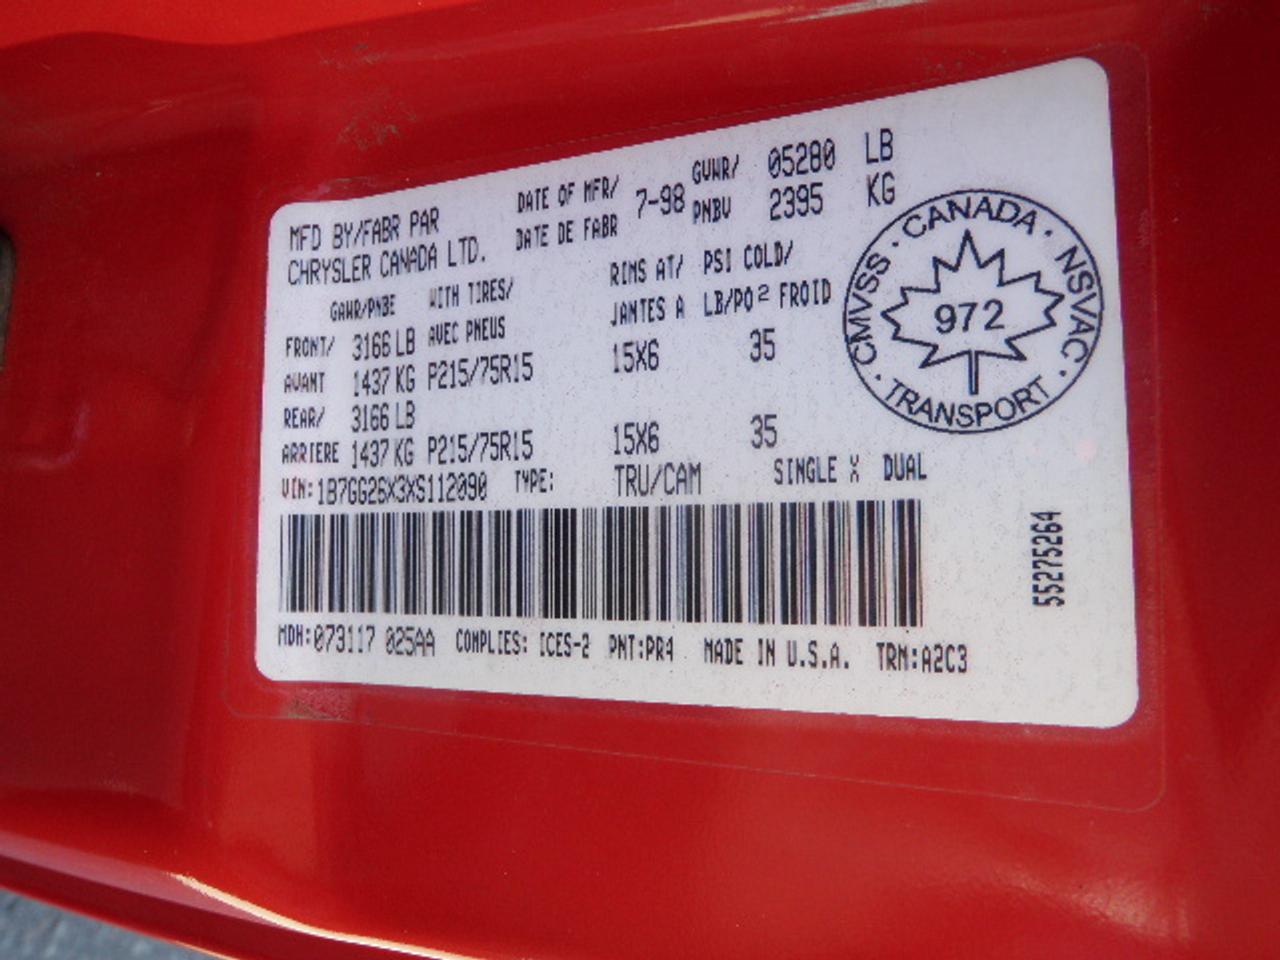 MFD BY/FABR PAR DATE OF MFR/ 7-98 GVWR/ 05280 LB
CHRYSLER CANADA LTD. DATE DE FABR PNBV 2395 KG
GAWR/PNBE WITH TIRES/ RIMS AT/ PSI COLD/
FRONT/ 3166 LB AVEC PNEUS JANTES A LB/PO² FROID
AVANT 1437 KG P215/75R15 15X6 35
REAR/ 3166 LB
ARRIERE 1437 KG P215/75R15 15X6 35
VIN: 1B7GG26X3XS112090 TYPE: TRU/CAM SINGLE X DUAL
MDH: 073117 025AA COMPLIES: ICES-2 PNT:PR4 MADE IN U.S.A. TRM:A2C3
55275264
CMVSS · CANADA · NSVAC · TRANSPORT ·
972